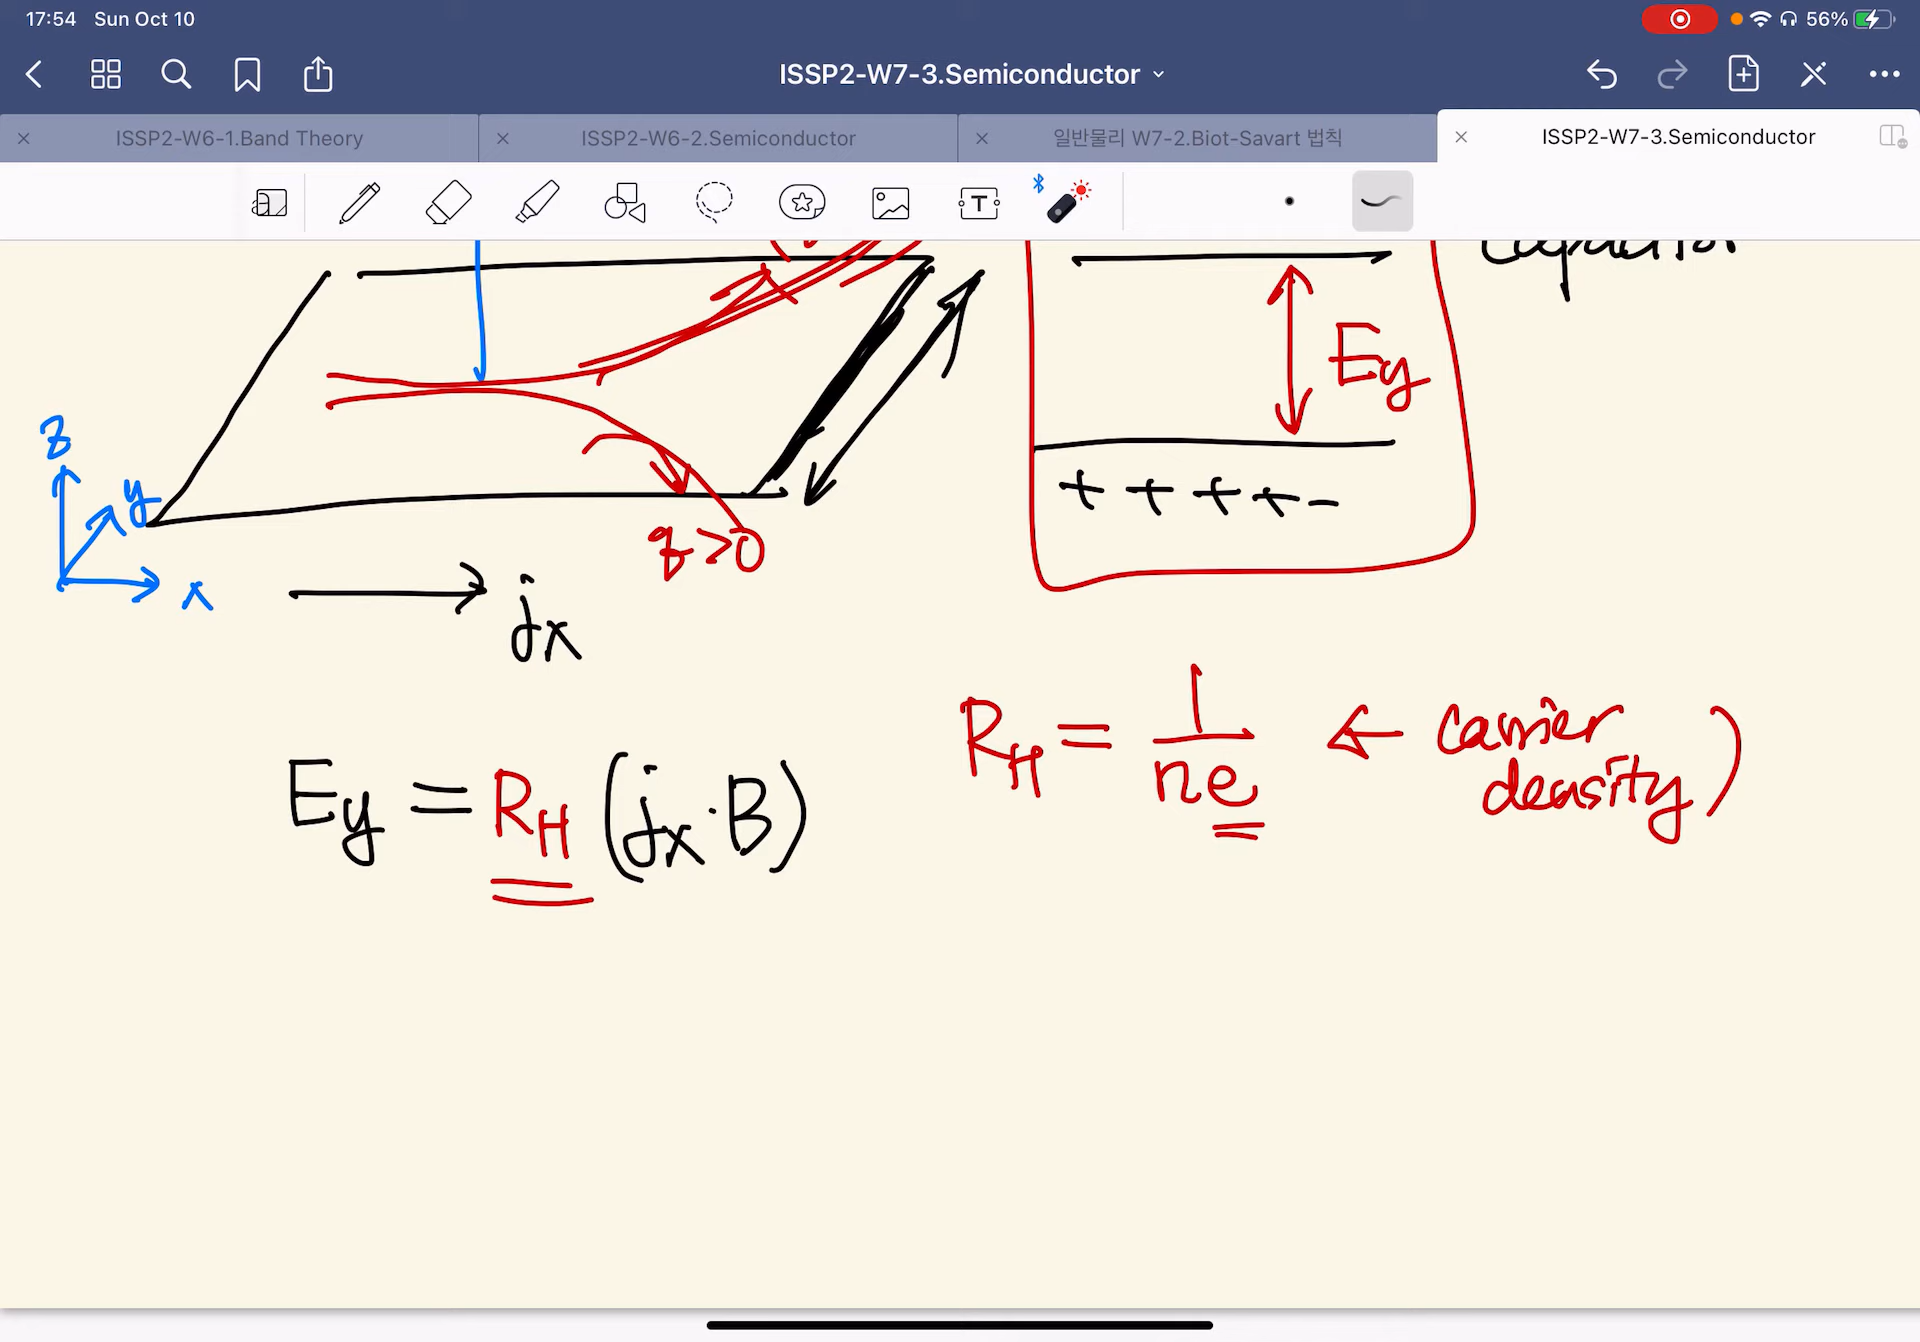 17:54 Sun Oct 10
56%
ISSP2-W7-3.Semiconductor
ISSP2-W6-1.Band Theory
ISSP2-W6-2.Semiconductor
일반물리 W7-2.Biot-Savart 법칙
ISSP2-W7-3.Semiconductor
T
Capacitor
Ey
z
y
x
+ + + + -
q > 0
jx
RH = 1/ne ← carrier
density)
Ey = RH (jx · B)